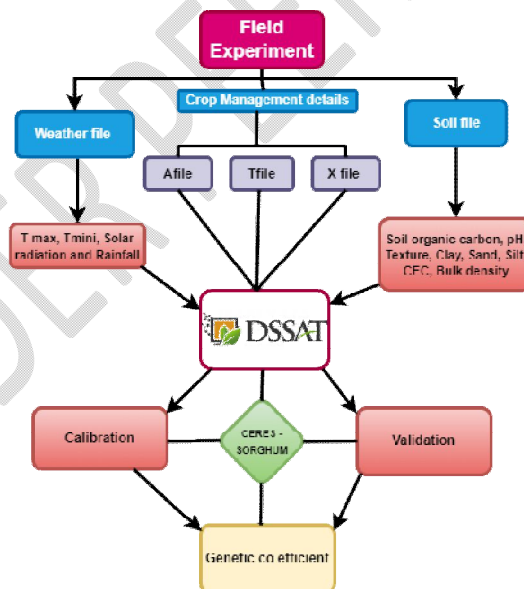 Field
Experiment
Crop Management details
Weather file
Soil file
Afile
Tfile
X file
T max, Tmini, Solar
radiation and Rainfall
Soil organic carbon, pH
Texture, Clay, Sand, Silt
CEC, Bulk density
DSSAT
Calibration
CERES -
SORGHUM
Validation
Genetic co efficient